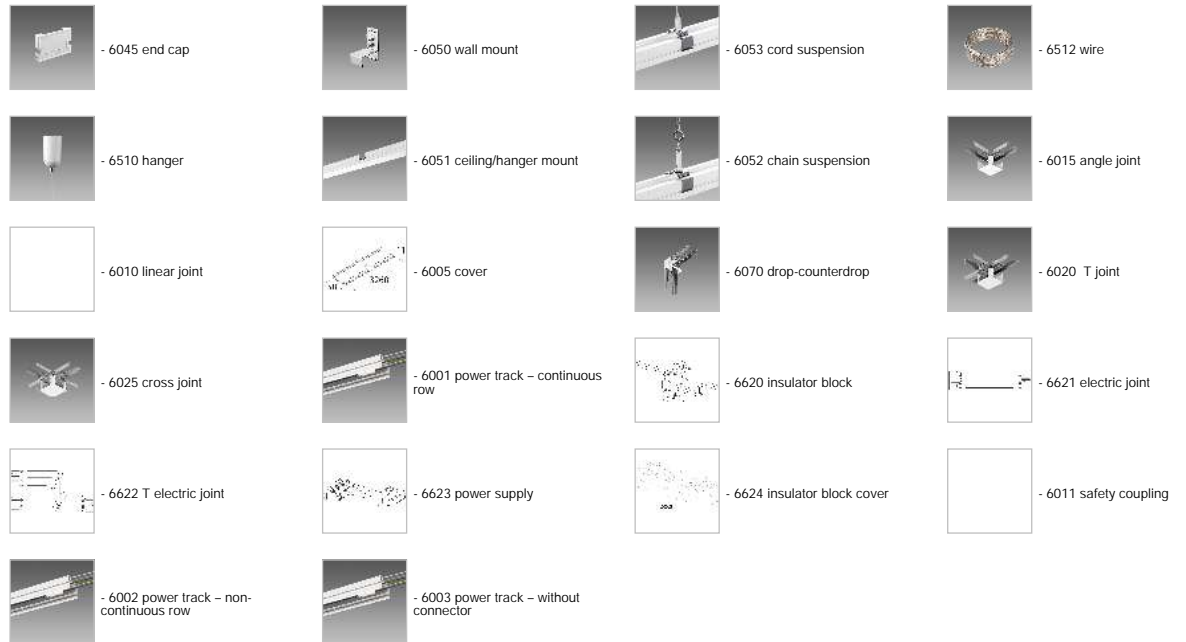 - 6045 end cap
- 6050 wall mount
- 6053 cord suspension
- 6512 wire
- 6510 hanger
- 6051 ceiling/hanger mount
- 6052 chain suspension
- 6015 angle joint
- 6010 linear joint
- 6005 cover
- 6070 drop-counterdrop
- 6020 T joint
- 6025 cross joint
- 6001 power track – continuous
row
- 6620 insulator block
- 6621 electric joint
- 6622 T electric joint
- 6623 power supply
- 6624 insulator block cover
- 6011 safety coupling
- 6002 power track – non-
continuous row
- 6003 power track – without
connector